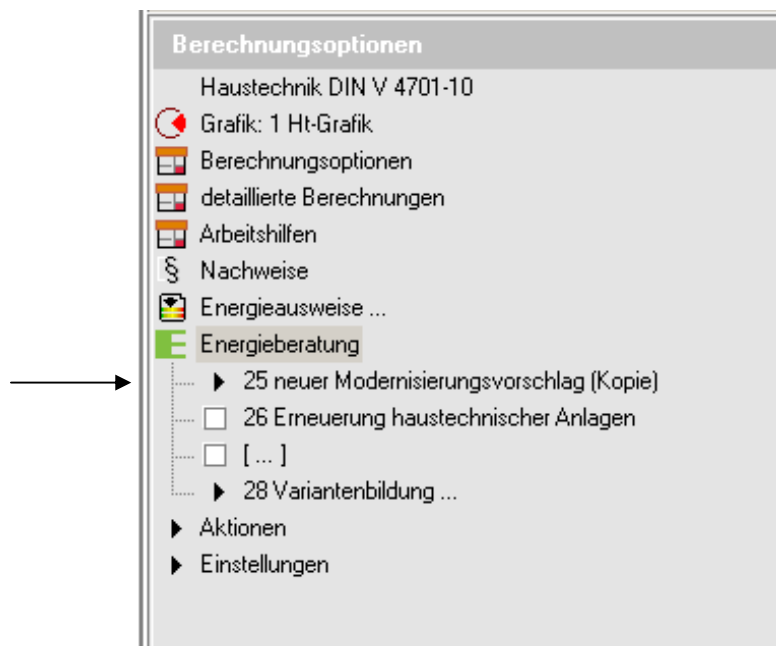 Berechnungsoptionen
Haustechnik DIN V 4701-10
Grafik: 1 Ht-Grafik
Berechnungsoptionen
detaillierte Berechnungen
Arbeitshilfen
§ Nachweise
Energieausweise ...
Energieberatung
25 neuer Modernisierungsvorschlag (Kopie)
26 Erneuerung haustechnischer Anlagen
[ ... ]
28 Variantenbildung ...
Aktionen
Einstellungen